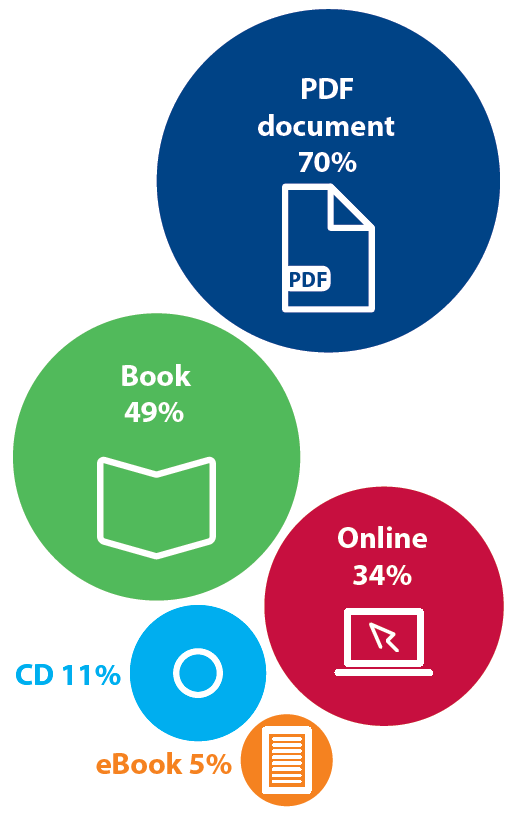 PDF
document
70%
PDF
Book
49%
Online
34%
CD 11%
eBook 5%